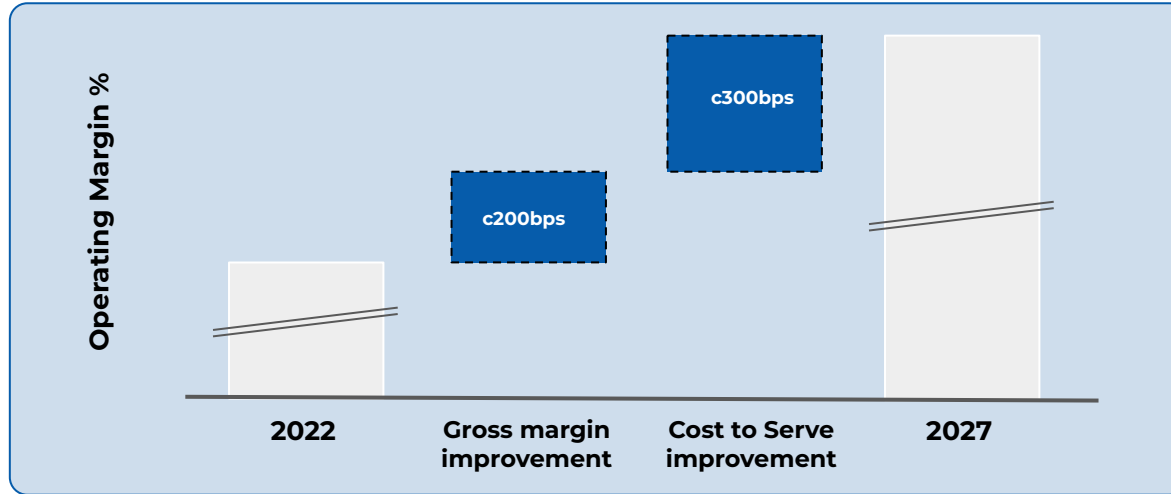 Operating Margin %
c200bps
c300bps
2022
Gross margin
improvement
Cost to Serve
improvement
2027